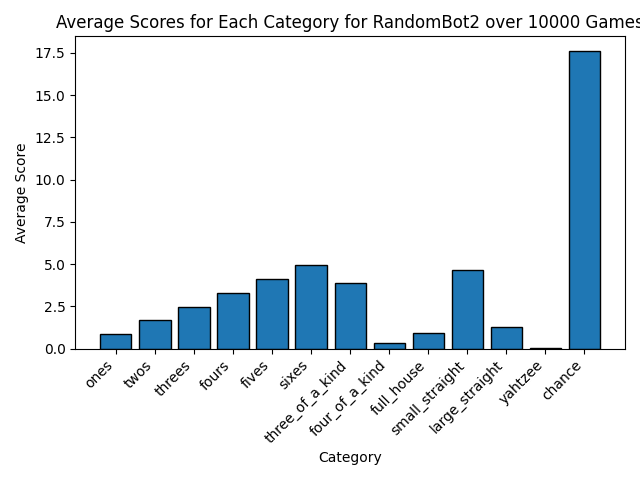 Average Scores for Each Category for RandomBot2 over 10000 Games
17.5
15.0
12.5
10.0
7.5
5.0
2.5
0.0
Average Score
ones
twos
threes
fours
fives
sixes
three_of_a_kind
four_of_a_kind
full_house
small_straight
large_straight
yahtzee
chance
Category